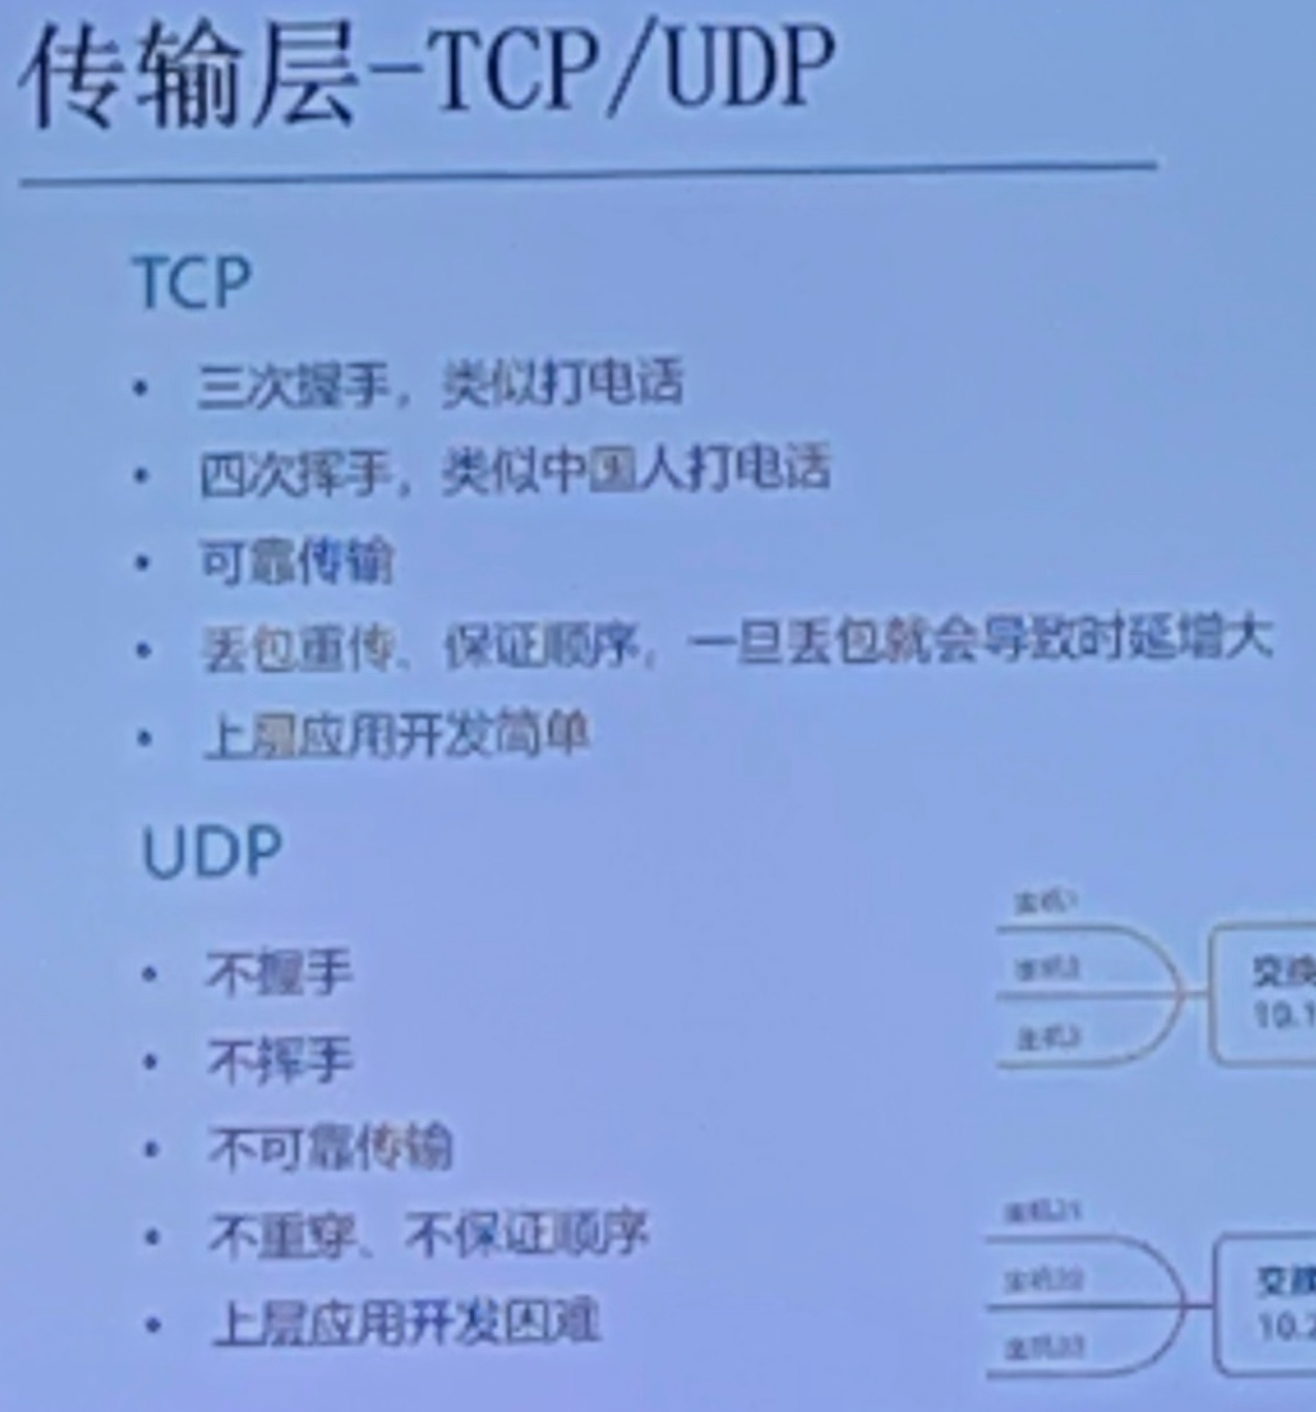 传输层-TCP/UDP
TCP
• 三次握手，类似打电话
• 四次挥手，类似中国人打电话
• 可靠传输
• 丢包重传、保证顺序，一旦丢包就会导致时延增大
• 上层应用开发简单
UDP
• 不握手
• 不挥手
• 不可靠传输
• 不重穿、不保证顺序
• 上层应用开发困难
主机1
主机2
主机3
交换
10.1
主机21
主机22
主机23
交换
10.2